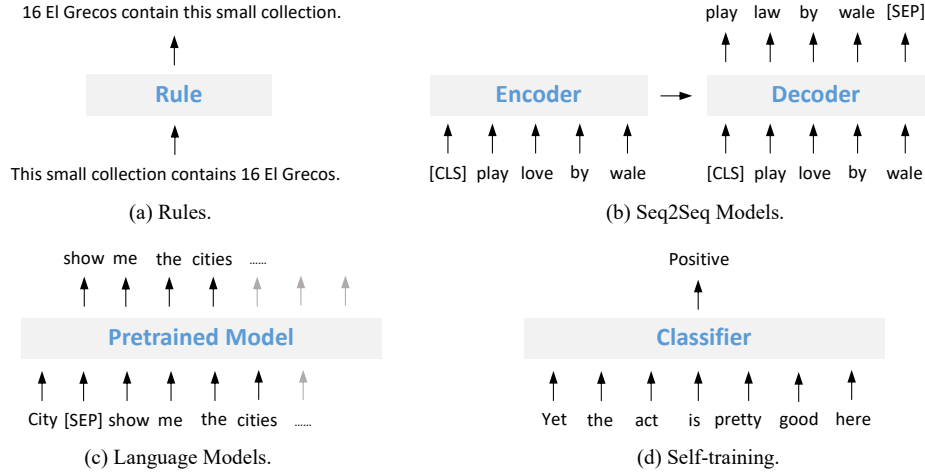 16 El Grecos contain this small collection.
Rule
This small collection contains 16 El Grecos.
(a) Rules.
play law by wale [SEP]
Encoder
Decoder
[CLS] play love by wale
[CLS] play love by wale
(b) Seq2Seq Models.
show me the cities ......
Pretrained Model
City [SEP] show me the cities ......
(c) Language Models.
Positive
Classifier
Yet the act is pretty good here
(d) Self-training.